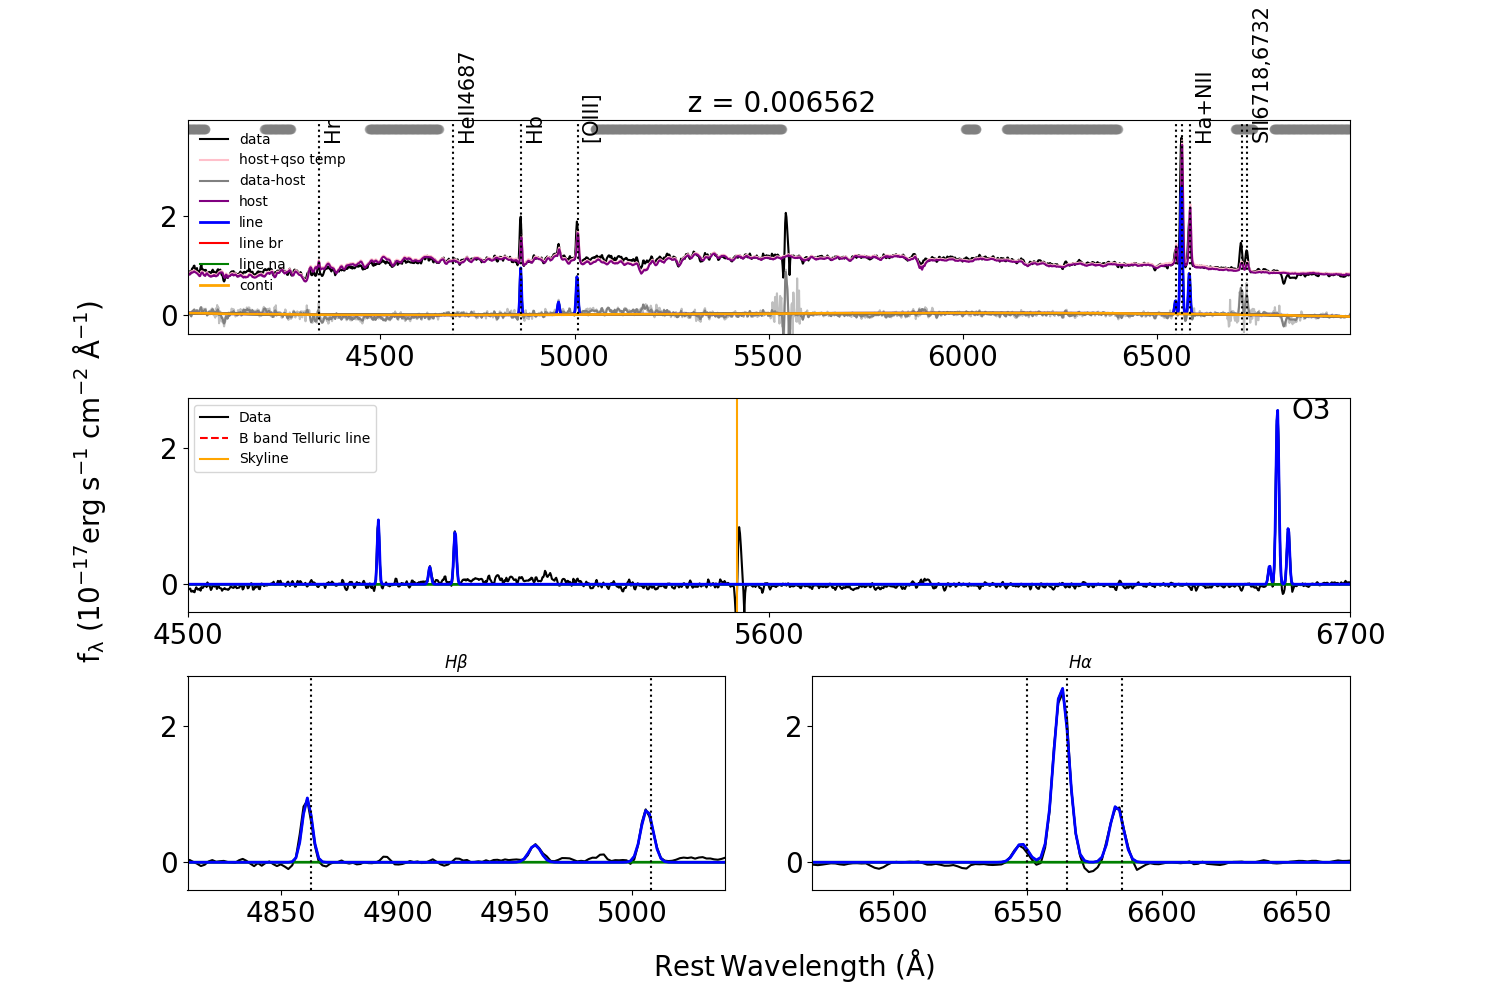 z = 0.006562
Hr
HeII4687
Hb
[OIII]
Ha+NII
SII6718,6732
data
host+qso temp
data-host
host
line
line br
line na
conti
2
0
4500 5000 5500 6000 6500
Data
B band Telluric line
Skyline
O3
2
0
4500 5600 6700
fλ (10−17erg s−1 cm−2 Å−1)
Hβ
2
0
4850 4900 4950 5000
Hα
2
0
6500 6550 6600 6650
Rest Wavelength (Å)